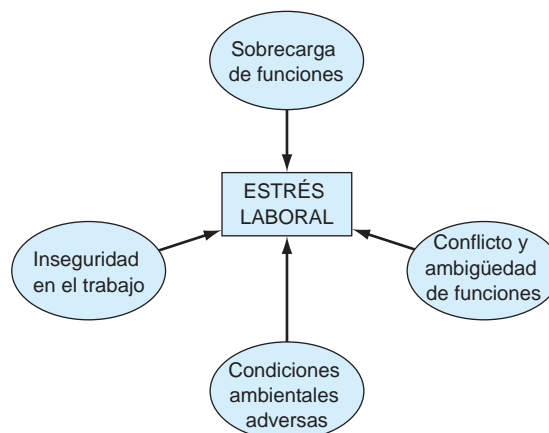 Sobrecarga
de funciones
ESTRÉS
LABORAL
Inseguridad
en el trabajo
Conflicto y
ambigüedad
de funciones
Condiciones
ambientales
adversas